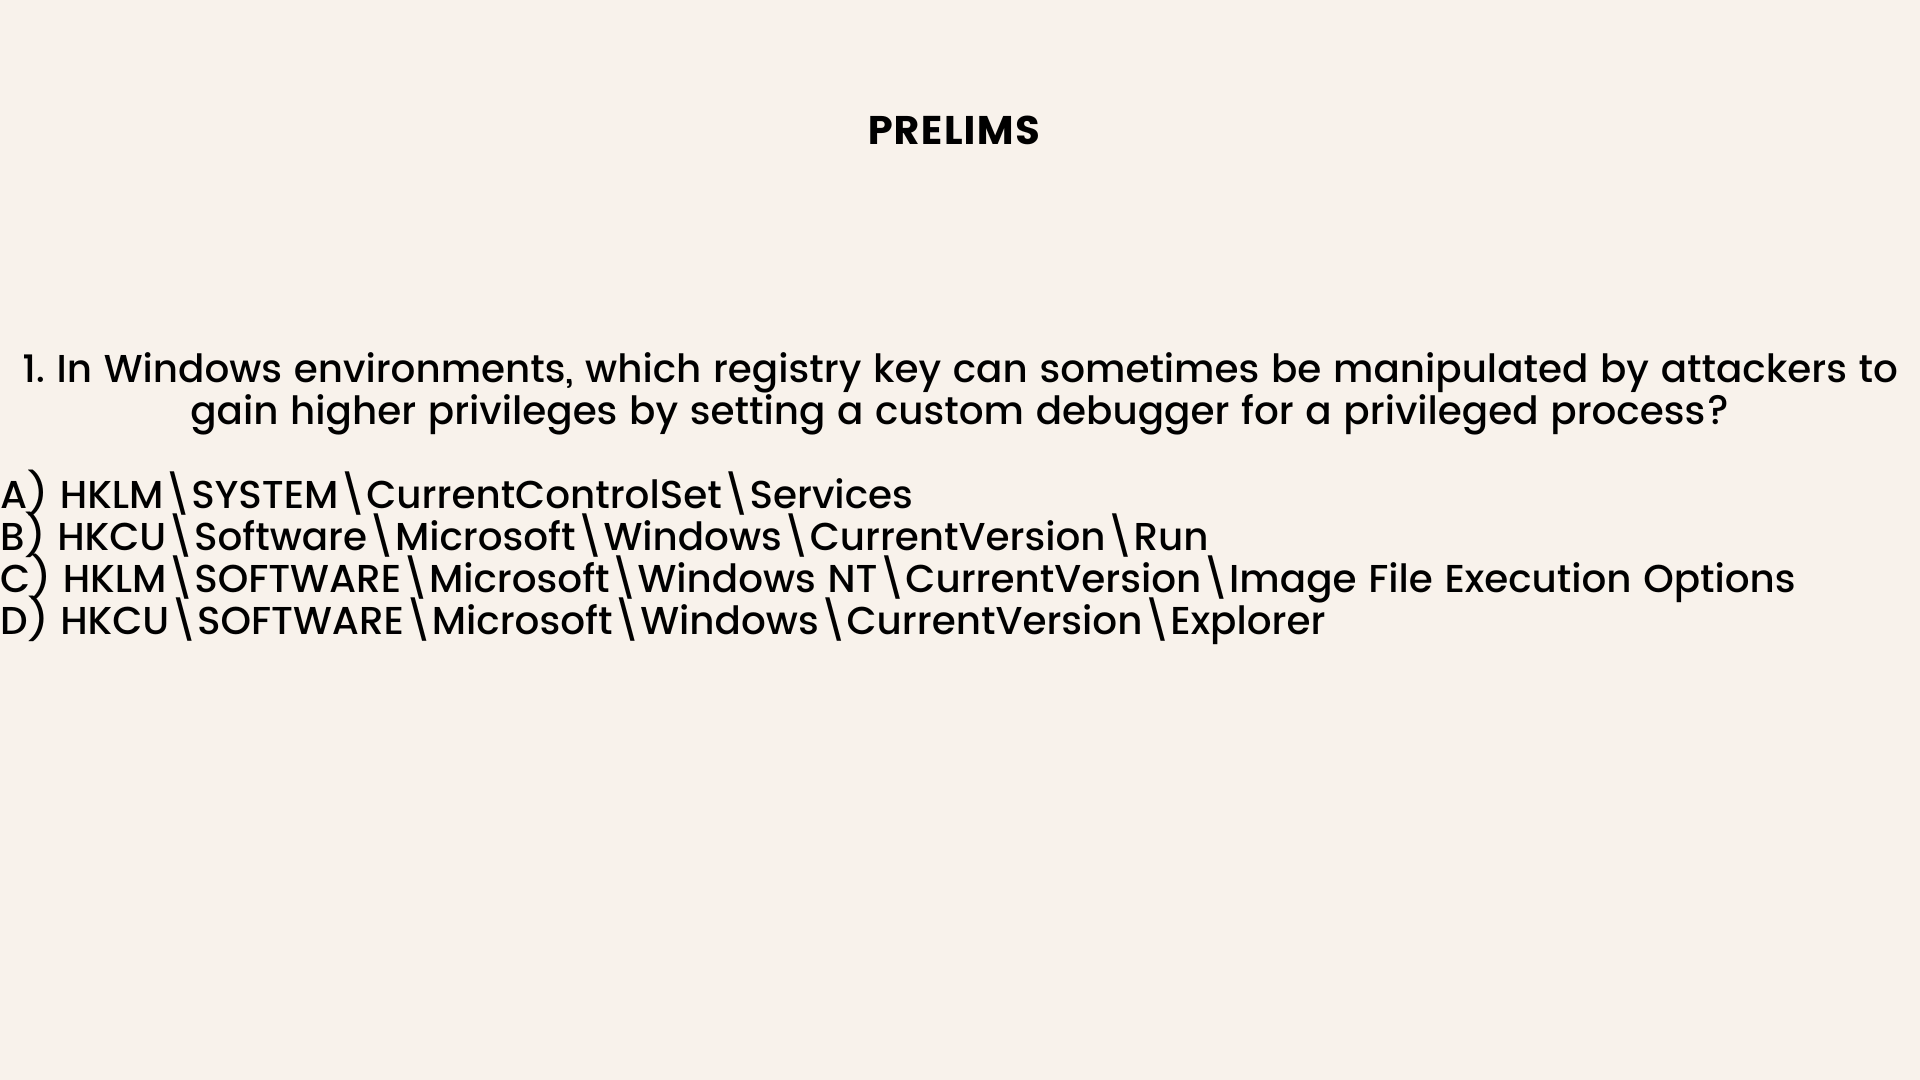 PRELIMS
1. In Windows environments, which registry key can sometimes be manipulated by attackers to
gain higher privileges by setting a custom debugger for a privileged process?
A) HKLM\SYSTEM\CurrentControlSet\Services
B) HKCU\Software\Microsoft\Windows\CurrentVersion\Run
C) HKLM\SOFTWARE\Microsoft\Windows NT\CurrentVersion\Image File Execution Options
D) HKCU\SOFTWARE\Microsoft\Windows\CurrentVersion\Explorer